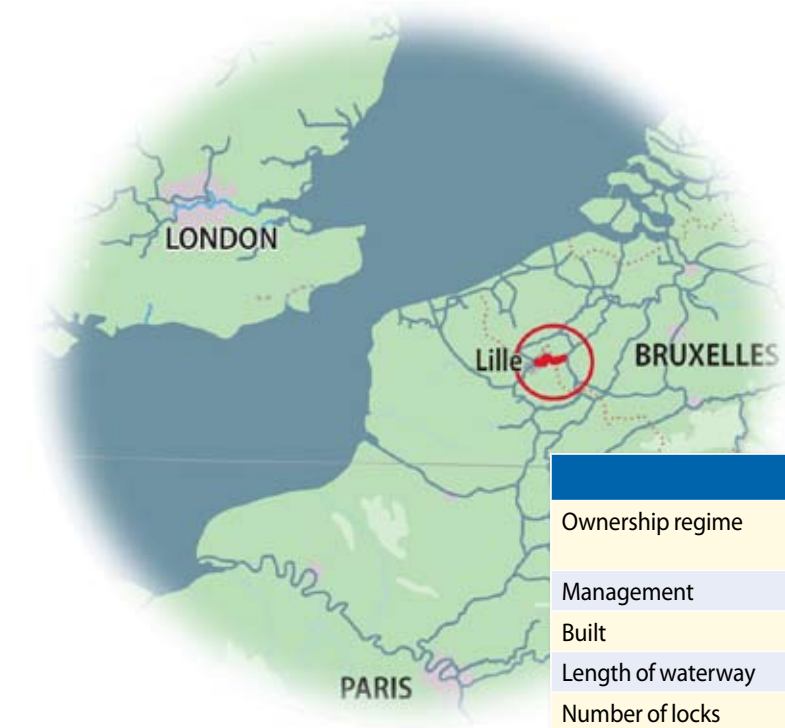 LONDON
Lille
BRUXELLES
PARIS
Ownership regime
Management
Built
Length of waterway
Number of locks